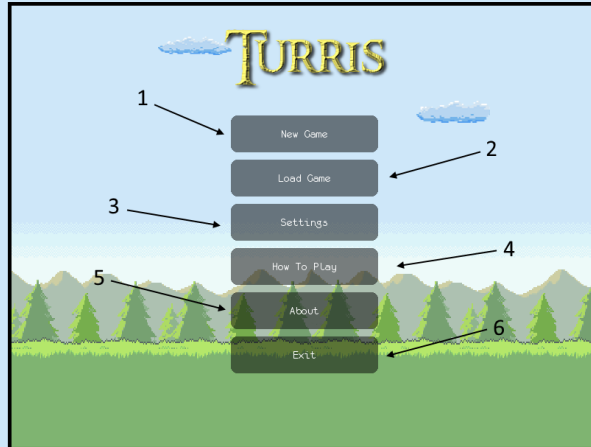 TURRIS
1
New Game
2
Load Game
3
Settings
4
How To Play
5
About
6
Exit